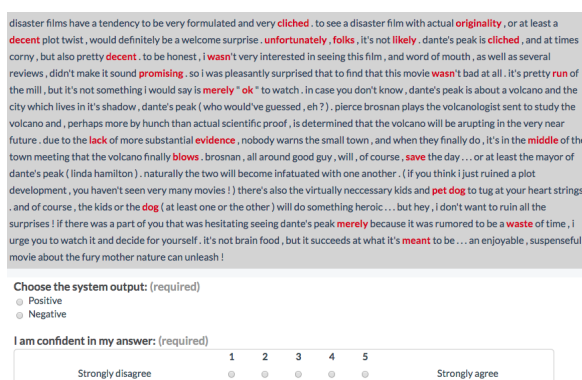 disaster films have a tendency to be very formulated and very cliched . to see a disaster film with actual originality , or at least a
decent plot twist , would definitely be a welcome surprise . unfortunately , folks , it's not likely . dante's peak is cliched , and at times
corny , but also pretty decent . to be honest , i wasn't very interested in seeing this film , and word of mouth , as well as several
reviews , didn't make it sound promising . so i was pleasantly surprised that to find that this movie wasn't bad at all . it's pretty run of
the mill , but it's not something i would say is merely " ok " to watch . in case you don't know , dante's peak is about a volcano and the
city which lives in it's shadow , dante's peak ( who would've guessed , eh ? ) . pierce brosnan plays the volcanologist sent to study the
volcano and , perhaps more by hunch than actual scientific proof , is determined that the volcano will be arupting in the very near
future . due to the lack of more substantial evidence , nobody warns the small town , and when they finally do , it's in the middle of the
town meeting that the volcano finally blows . brosnan , all around good guy , will , of course , save the day . . . or at least the mayor of
dante's peak ( linda hamilton ) . naturally the two will become infatuated with one another . ( if you think i just ruined a plot
development , you haven't seen very many movies ! ) there's also the virtually neccessary kids and pet dog to tug at your heart strings
. and of course , the kids or the dog ( at least one or the other ) will do something heroic . . . but hey , i don't want to ruin all the
surprises ! if there was a part of you that was hesitating seeing dante's peak merely because it was rumored to be a waste of time , i
urge you to watch it and decide for yourself . it's not brain food , but it succeeds at what it's meant to be . . . an enjoyable , suspenseful
movie about the fury mother nature can unleash !
Choose the system output: (required)
Positive
Negative
I am confident in my answer: (required)
1 2 3 4 5
Strongly disagree Strongly agree